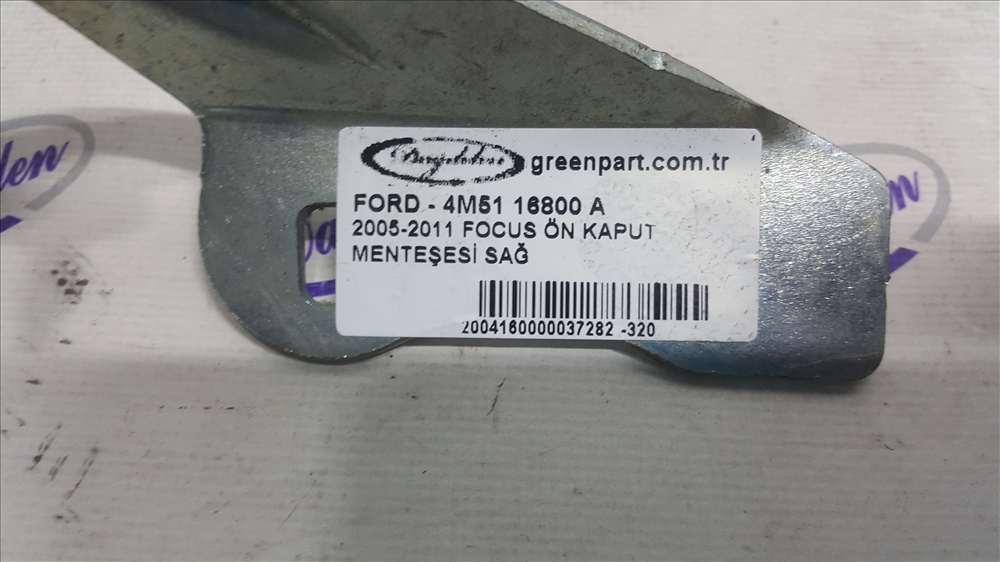 greenpart.com.tr
FORD - 4M51 16800 A
2005-2011 FOCUS ÖN KAPUT
MENTEŞESİ SAĞ
2004160000037282 -320